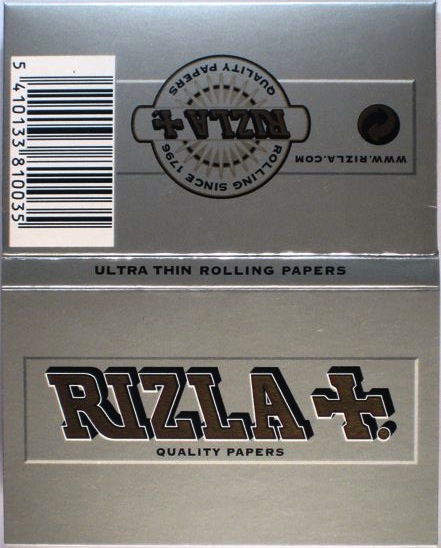 5 410133 810035
QUALITY PAPERS
RIZLA+.
ROLLING SINCE 1796
WWW.RIZLA.COM
ULTRA THIN ROLLING PAPERS
RIZLA+.
QUALITY PAPERS